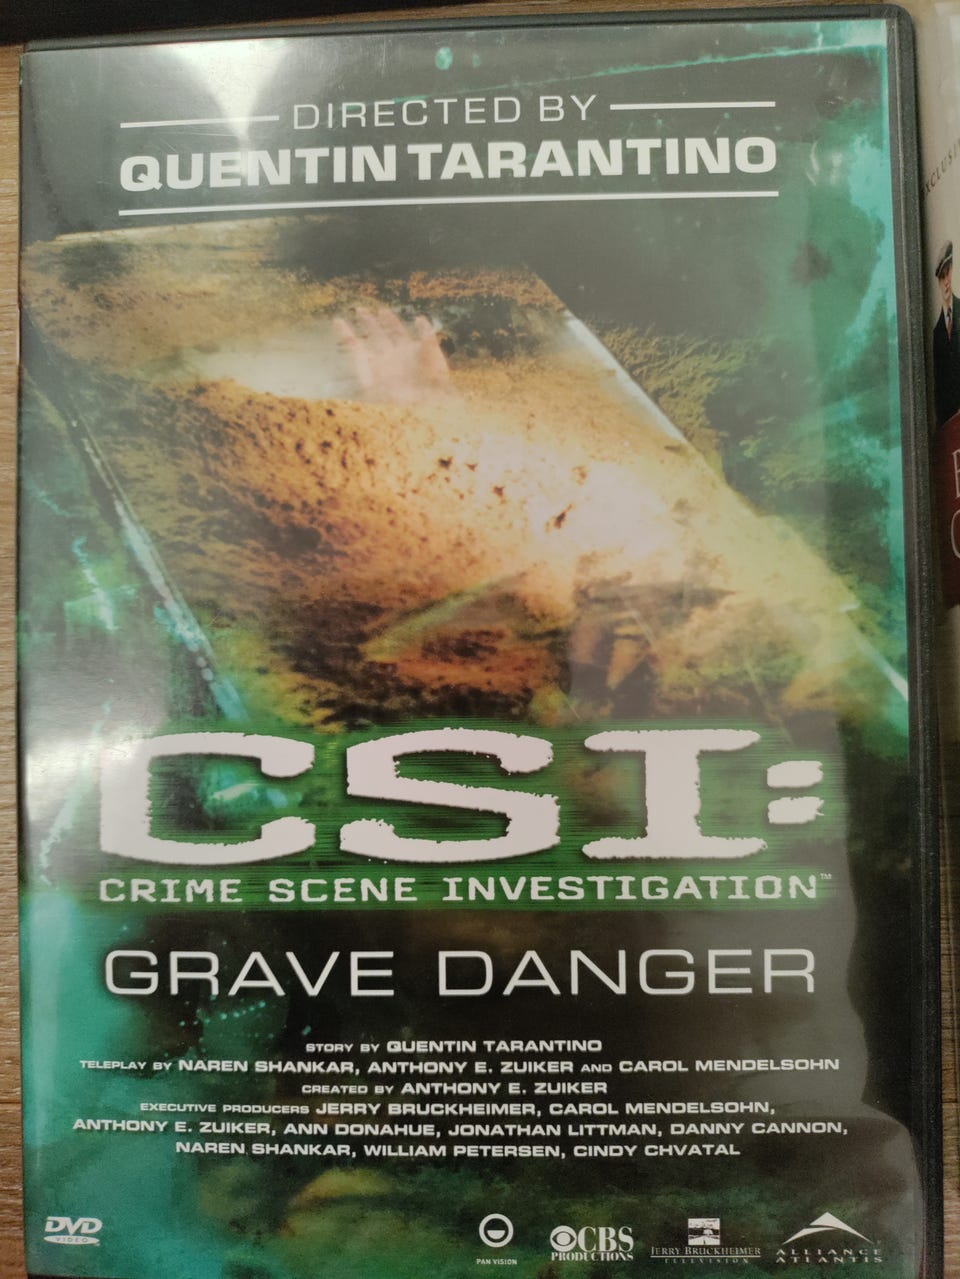 DIRECTED BY
QUENTIN TARANTINO
CSI:
CRIME SCENE INVESTIGATION™
GRAVE DANGER
STORY BY QUENTIN TARANTINO
TELEPLAY BY NAREN SHANKAR, ANTHONY E. ZUIKER AND CAROL MENDELSOHN
CREATED BY ANTHONY E. ZUIKER
EXECUTIVE PRODUCERS JERRY BRUCKHEIMER, CAROL MENDELSOHN,
ANTHONY E. ZUIKER, ANN DONAHUE, JONATHAN LITTMAN, DANNY CANNON,
NAREN SHANKAR, WILLIAM PETERSEN, CINDY CHVATAL
DVD
VIDEO
PAN VISION
CBS
PRODUCTIONS
JERRY BRUCKHEIMER
TELEVISION
ALLIANCE
ATLANTIS